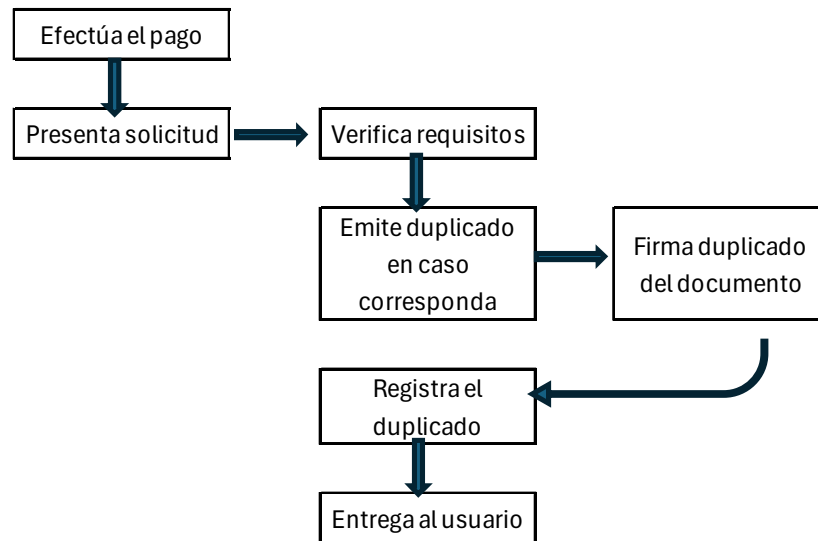 Efectúa el pago
Presenta solicitud
Verifica requisitos
Emite duplicado
en caso
corresponda
Firma duplicado
del documento
Registra el
duplicado
Entrega al usuario